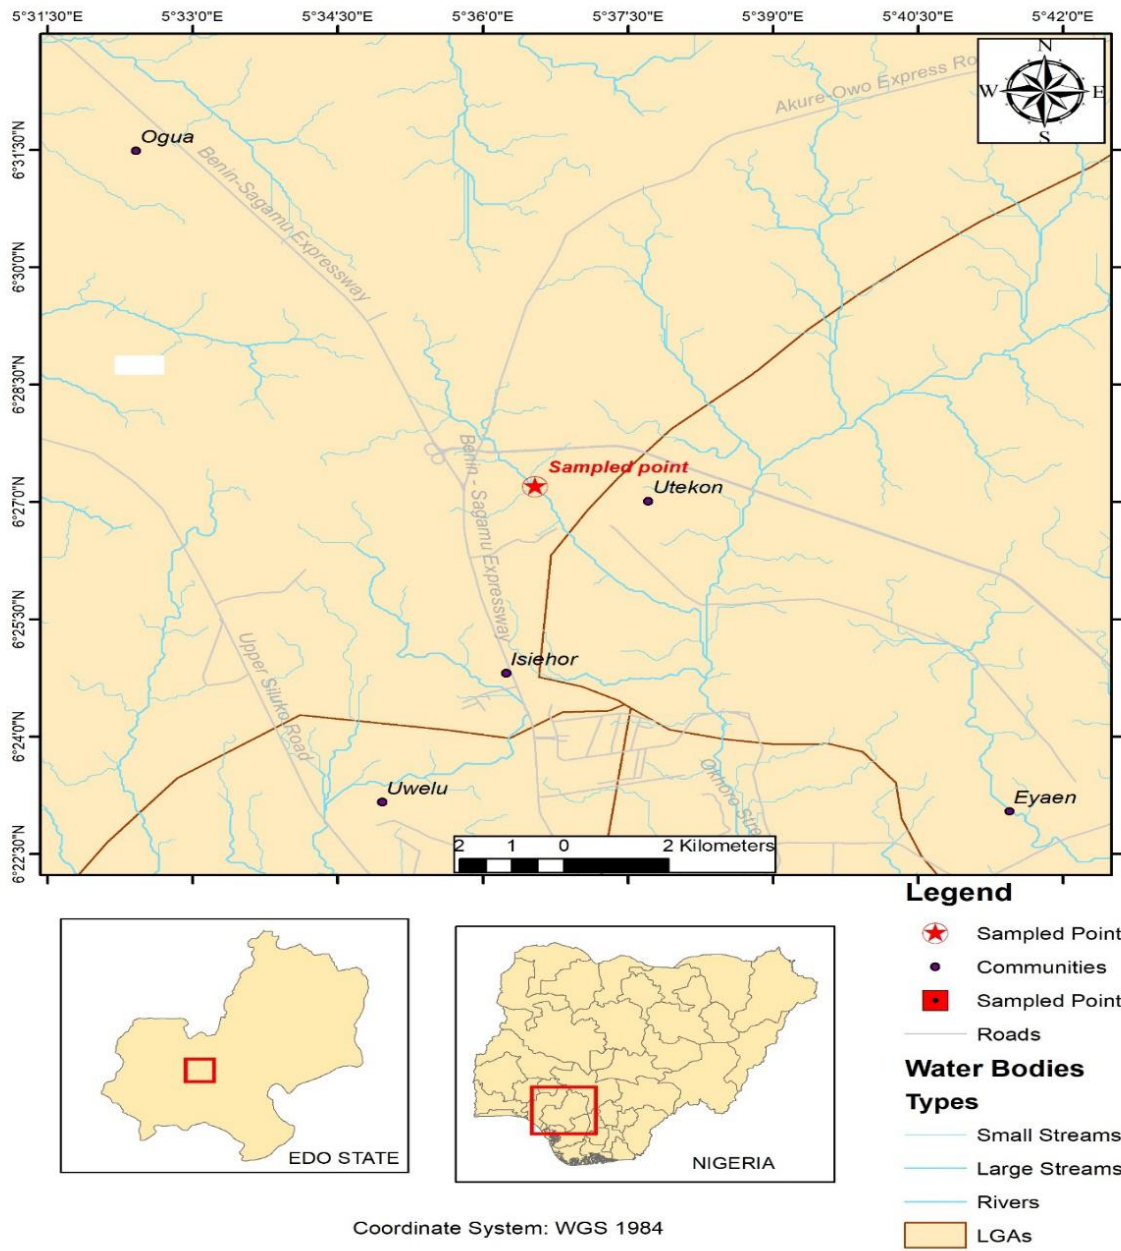 5°31'30"E 5°33'0"E 5°34'30"E 5°36'0"E 5°37'30"E 5°39'0"E 5°40'30"E 5°42'0"E
N
W E
S
Akure-Owo Express Ro
6°31'30"N
6°30'0"N
6°28'30"N
6°27'0"N
6°25'30"N
6°24'0"N
6°22'30"N
Ogua
Benin-Sagamu Expressway
Benin - Sagamu Expressway
Sampled point
Utekon
Isiehor
Upper Siluko Road
Uwelu
Okhoro Stre
Eyaen
2 1 0 2 Kilometers
Legend
Sampled Point
Communities
Sampled Point
Roads
Water Bodies
Types
Small Streams
Large Streams
Rivers
LGAs
EDO STATE
NIGERIA
Coordinate System: WGS 1984